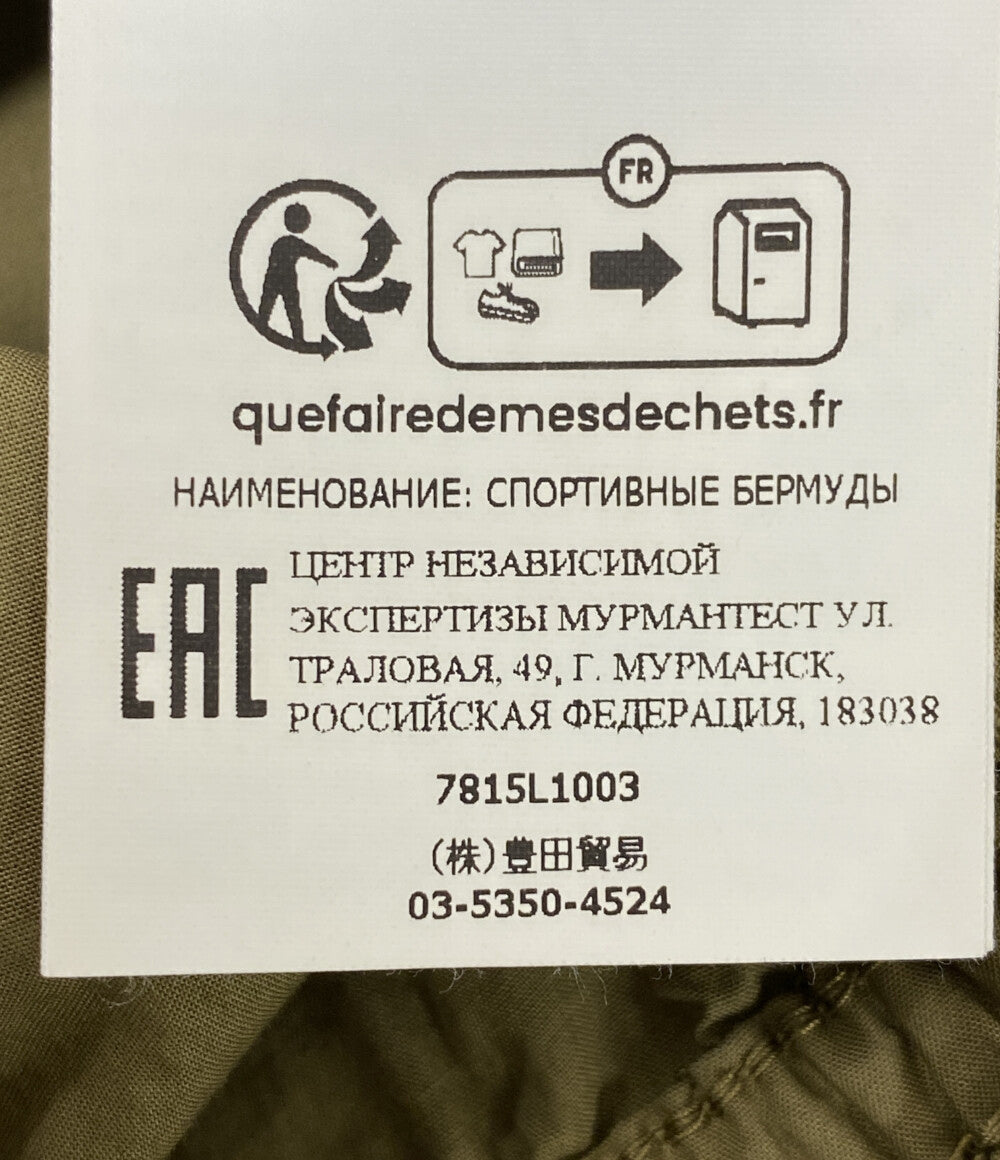 FR
quefairedemesdechets.fr
НАИМЕНОВАНИЕ: СПОРТИВНЫЕ БЕРМУДЫ
EAC
ЦЕНТР НЕЗАВИСИМОЙ
ЭКСПЕРТИЗЫ МУРМАНТЕСТ УЛ.
ТРАЛОВАЯ, 49, Г. МУРМАНСК,
РОССИЙСКАЯ ФЕДЕРАЦИЯ, 183038
7815L1003
(株)豊田貿易
03-5350-4524